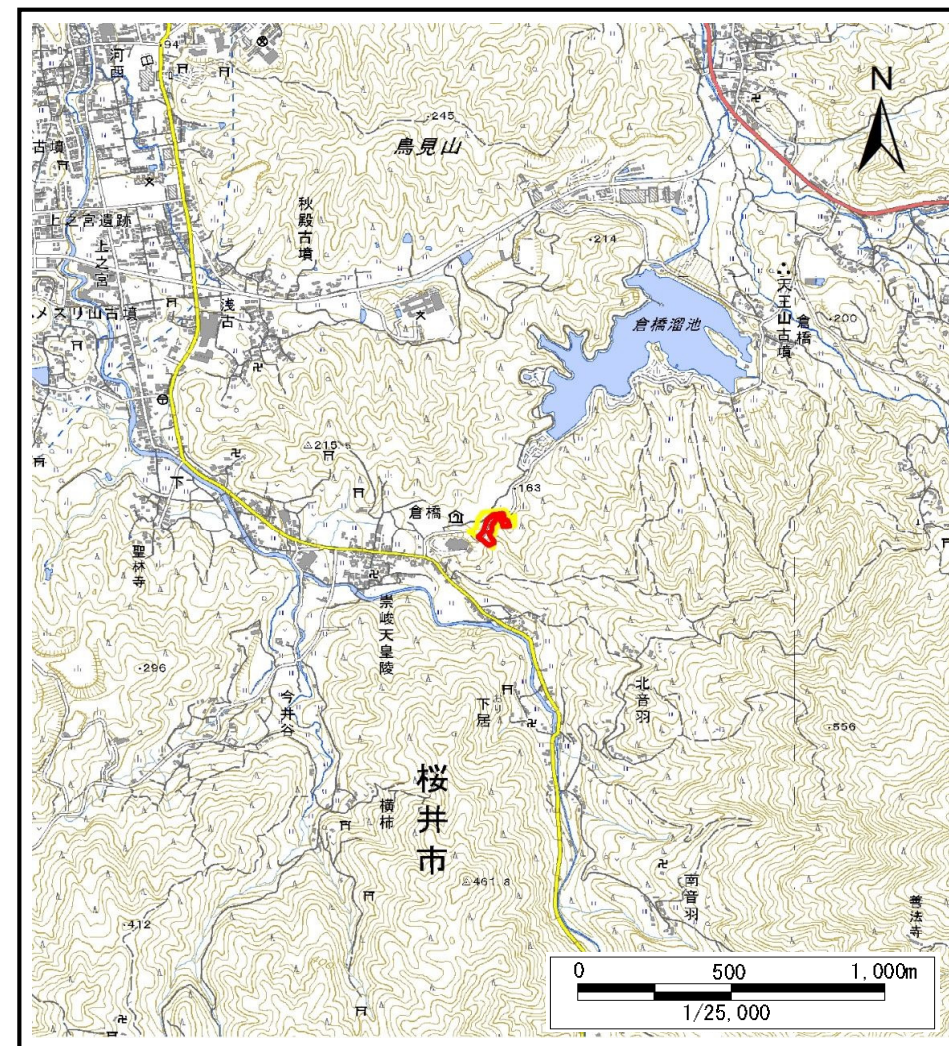 94
河西
245
鳥見山
N
古墳
秋殿古墳
上之宮遺跡
上之宮
214
メスリ山古墳
浅古
倉橋溜池
天王山古墳
倉橋
200
215.5
163
下
倉橋
聖林寺
崇峻天皇陵
296
今井谷
下居
おり
北音羽
556
桜井市
横柿
461.8
南音羽
412
善法寺
0 500 1,000m
1/25,000